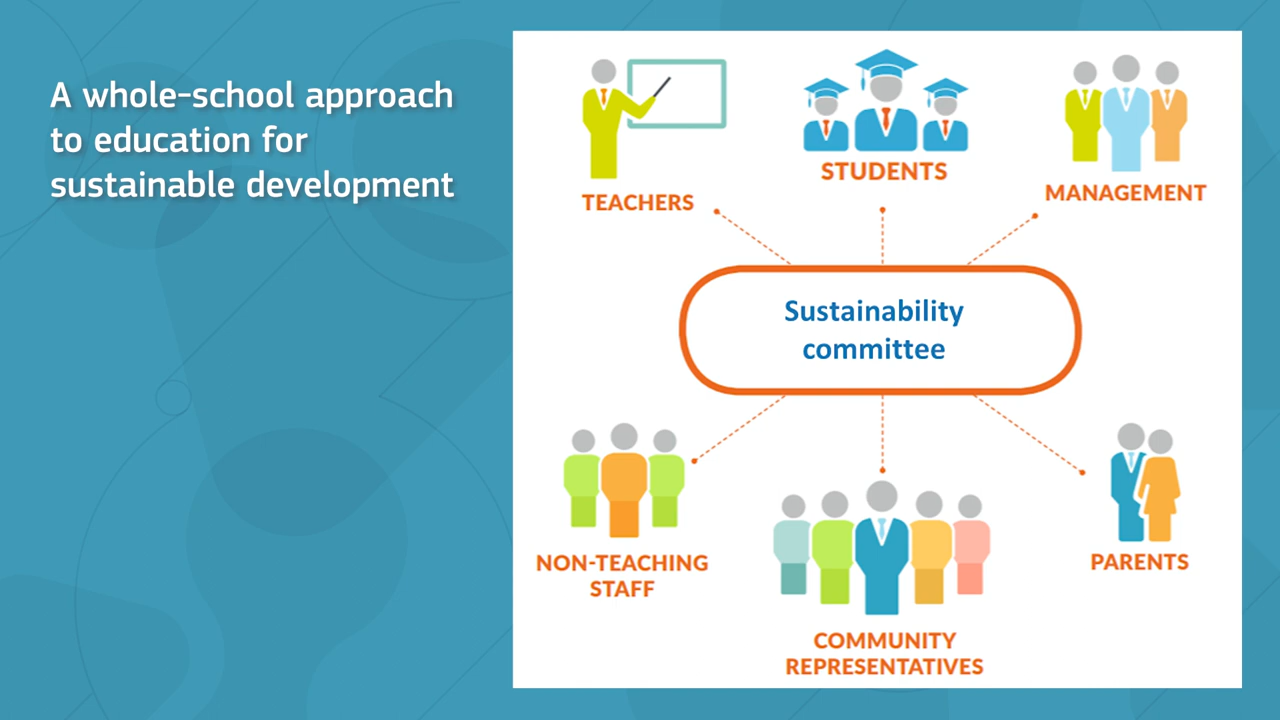 A whole-school approach
to education for
sustainable development
TEACHERS
STUDENTS
MANAGEMENT
Sustainability
committee
NON-TEACHING
STAFF
COMMUNITY
REPRESENTATIVES
PARENTS